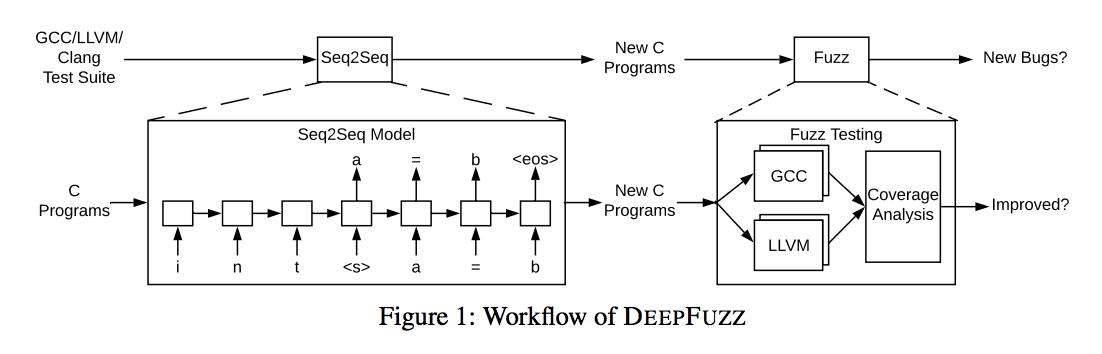 GCC/LLVM/
Clang
Test Suite
Seq2Seq
New C
Programs
Fuzz
New Bugs?
Seq2Seq Model
a = b <eos>
C
Programs
i n t <s> a = b
New C
Programs
Fuzz Testing
GCC
LLVM
Coverage
Analysis
Improved?
Figure 1: Workflow of DEEPFUZZ